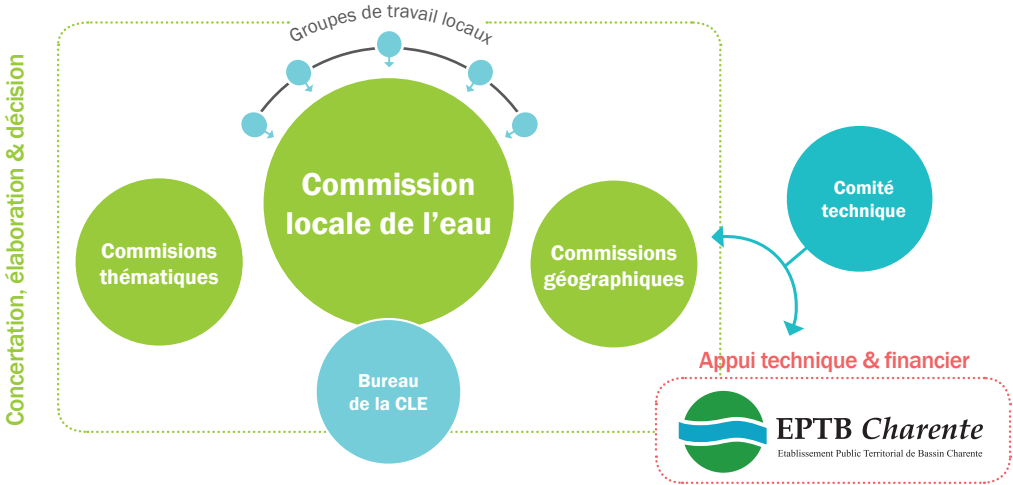 Groupes de travail locaux
Concertation, élaboration & décision
Commission
locale de l'eau
Commisions
thématiques
Commissions
géographiques
Comité
technique
Bureau
de la CLE
Appui technique & financier
EPTB Charente
Etablissement Public Territorial de Bassin Charente